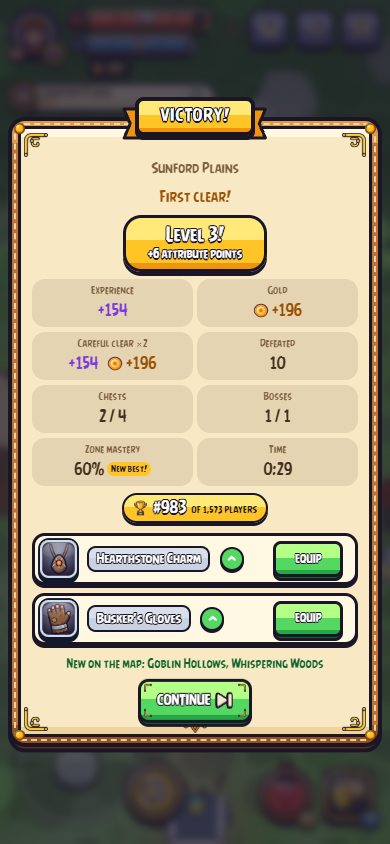 VICTORY!
Sunford Plains
First clear!
Level 3!
+6 attribute points
Experience
+154
Gold
+196
Careful clear ×2
+154 +196
Defeated
10
Chests
2 / 4
Bosses
1 / 1
Zone mastery
60% New best!
Time
0:29
#983 of 1,573 players
Hearthstone Charm
EQUIP
Busker's Gloves
EQUIP
New on the map: Goblin Hollows, Whispering Woods
CONTINUE